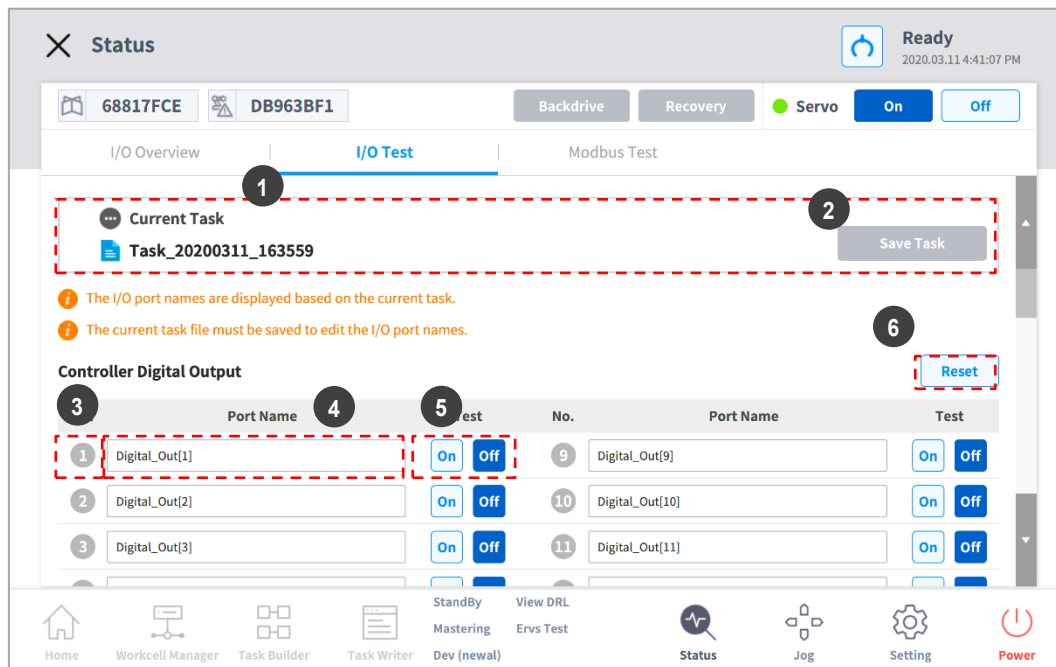 Status
Ready
2020.03.11 4:41:07 PM
68817FCE DB963BF1 Backdrive Recovery Servo On Off
I/O Overview I/O Test Modbus Test
1
Current Task
2
Task_20200311_163559
Save Task
The I/O port names are displayed based on the current task.
The current task file must be saved to edit the I/O port names.
6
Controller Digital Output Reset
3 4 5
Port Name est No. Port Name Test
1 Digital_Out[1] On Off 9 Digital_Out[9] On Off
2 Digital_Out[2] On Off 10 Digital_Out[10] On Off
3 Digital_Out[3] On Off 11 Digital_Out[11] On Off
StandBy View DRL
Mastering Ervs Test
Home Workcell Manager Task Builder Task Writer Dev (newal) Status Jog Setting Power